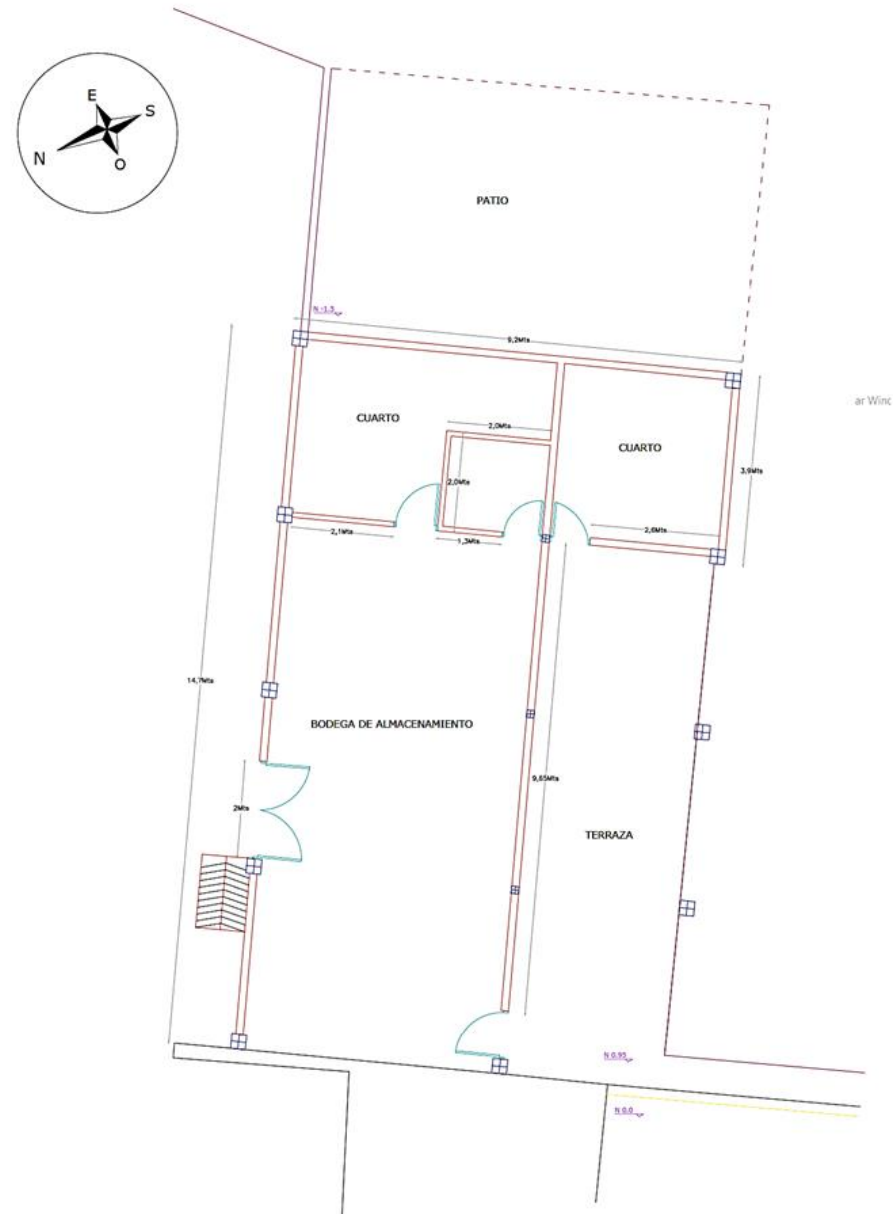 E
S
N
O
PATIO
N -1.5
9,2Mts
ar Winc
CUARTO
2,0Mts
CUARTO
3,9Mts
2,0Mts
2,1Mts
1,3Mts
2,6Mts
14,7Mts
BODEGA DE ALMACENAMIENTO
9,85Mts
2Mts
TERRAZA
N 0.95
N 0.0